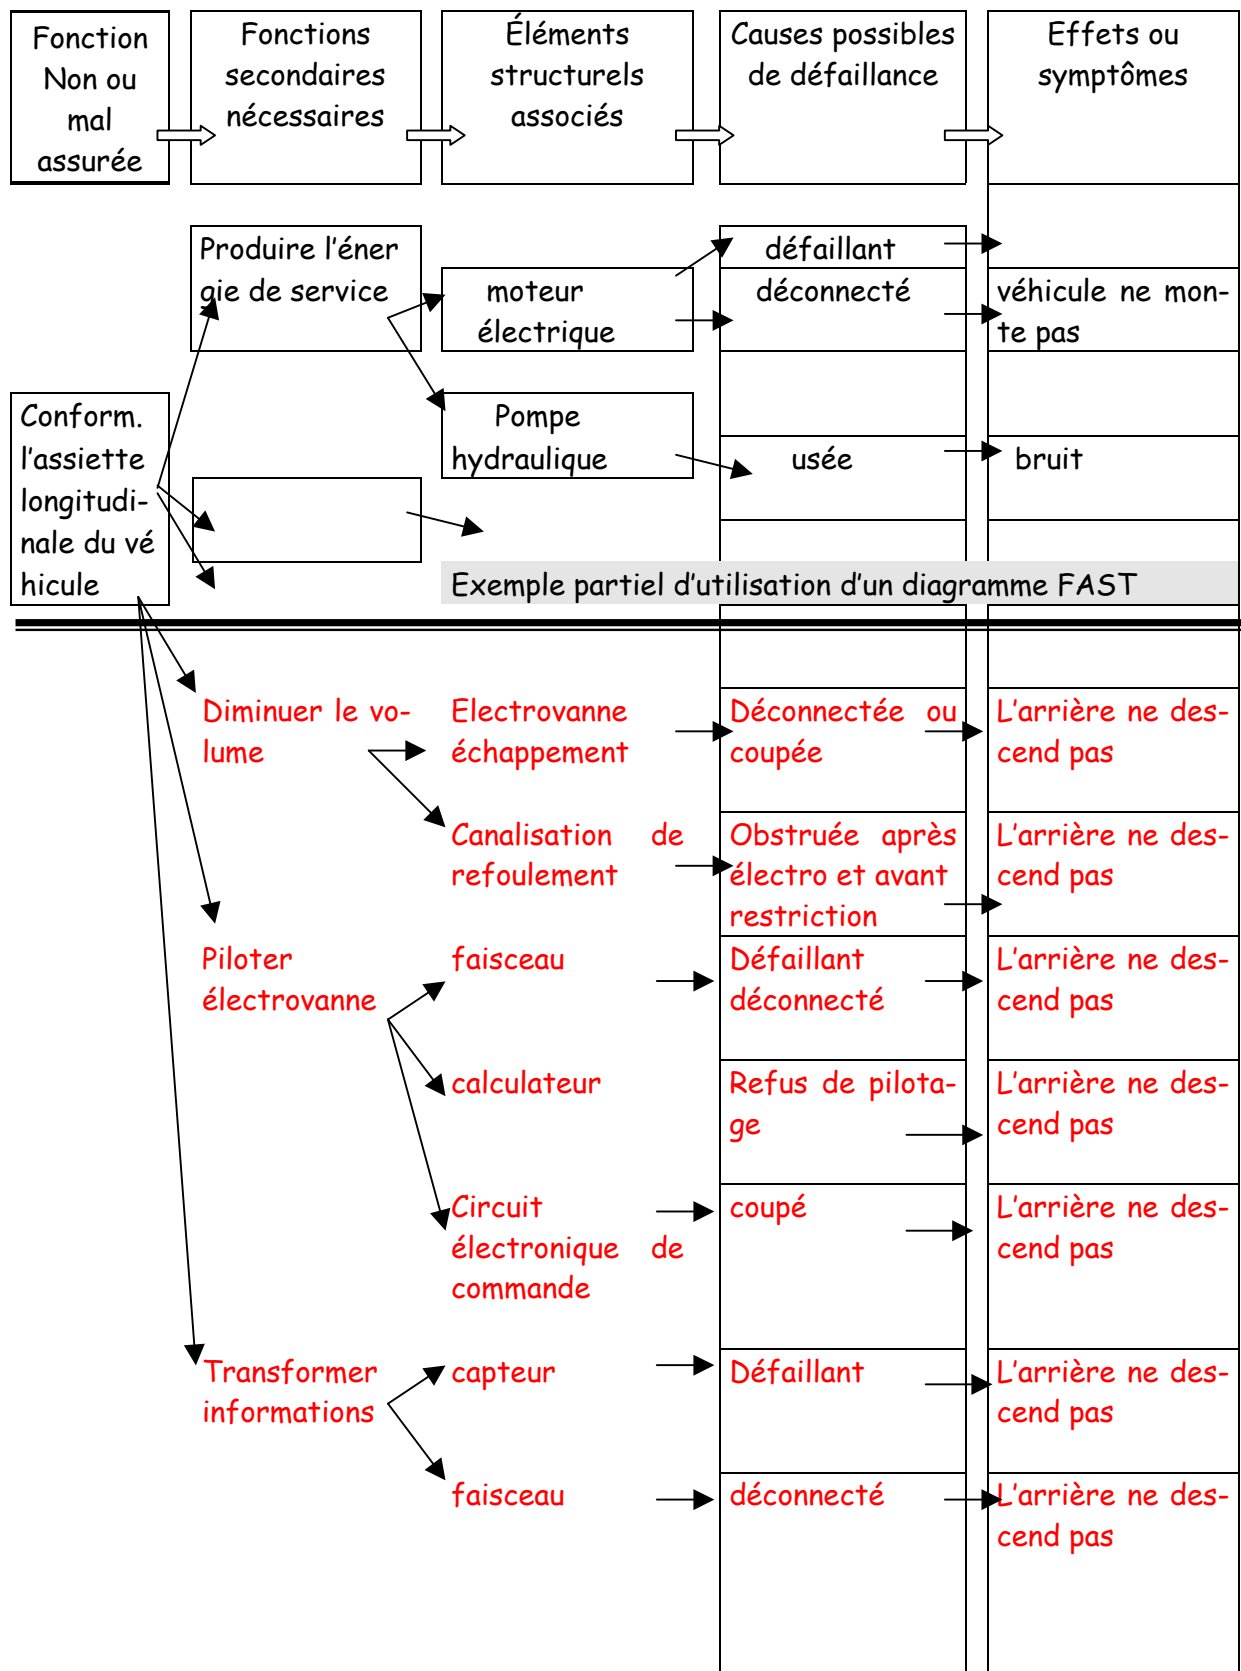 Fonction
Non ou
mal
assurée
Fonctions
secondaires
nécessaires
Éléments
structurels
associés
Causes possibles
de défaillance
Effets ou
symptômes
Produire l'éner
gie de service
moteur
électrique
défaillant
déconnecté
véhicule ne mon-
te pas
Conform.
l'assiette
longitudi-
nale du vé
hicule
Pompe
hydraulique
usée
bruit
Exemple partiel d'utilisation d'un diagramme FAST
Diminuer le vo-
lume
Electrovanne
échappement
Déconnectée ou
coupée
L'arrière ne des-
cend pas
Canalisation de
refoulement
Obstruée après
électro et avant
restriction
L'arrière ne des-
cend pas
Piloter
électrovanne
faisceau
Défaillant
déconnecté
L'arrière ne des-
cend pas
calculateur
Refus de pilota-
ge
L'arrière ne des-
cend pas
Circuit
électronique de
commande
coupé
L'arrière ne des-
cend pas
Transformer
informations
capteur
Défaillant
L'arrière ne des-
cend pas
faisceau
déconnecté
L'arrière ne des-
cend pas